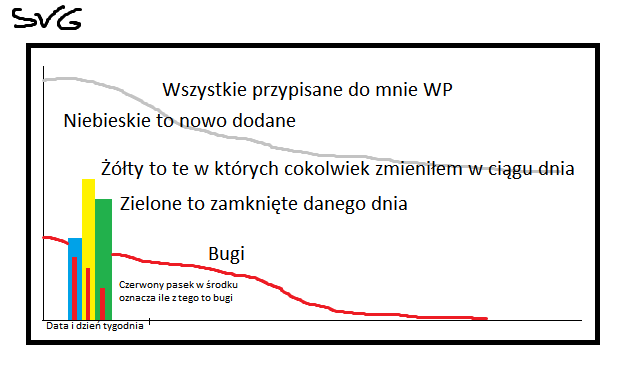 SVG
Wszystkie przypisane do mnie WP
Niebieskie to nowo dodane
Żółty to te w których cokolwiek zmieniłem w ciągu dnia
Zielone to zamknięte danego dnia
Bugi
Czerwony pasek w środku
oznacza ile z tego to bugi
Data i dzień tygodnia